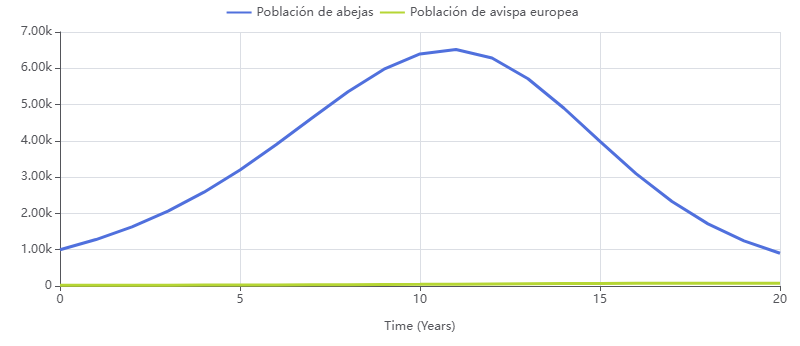 Población de abejas Población de avispa europea
7.00k
6.00k
5.00k
4.00k
3.00k
2.00k
1.00k
0
0 5 10 15 20
Time (Years)